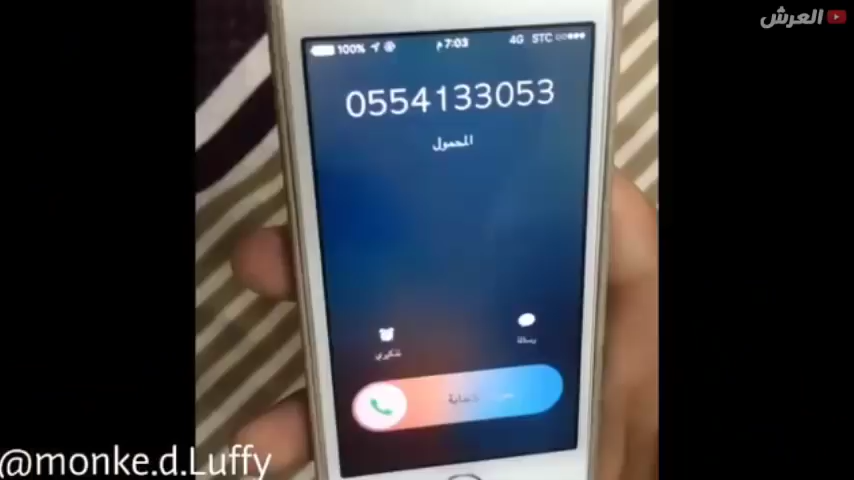 العرش
100%
7:03 م
4G STC
0554133053
المحمول
تذكيري
رسالة
@monke.d.Luffy